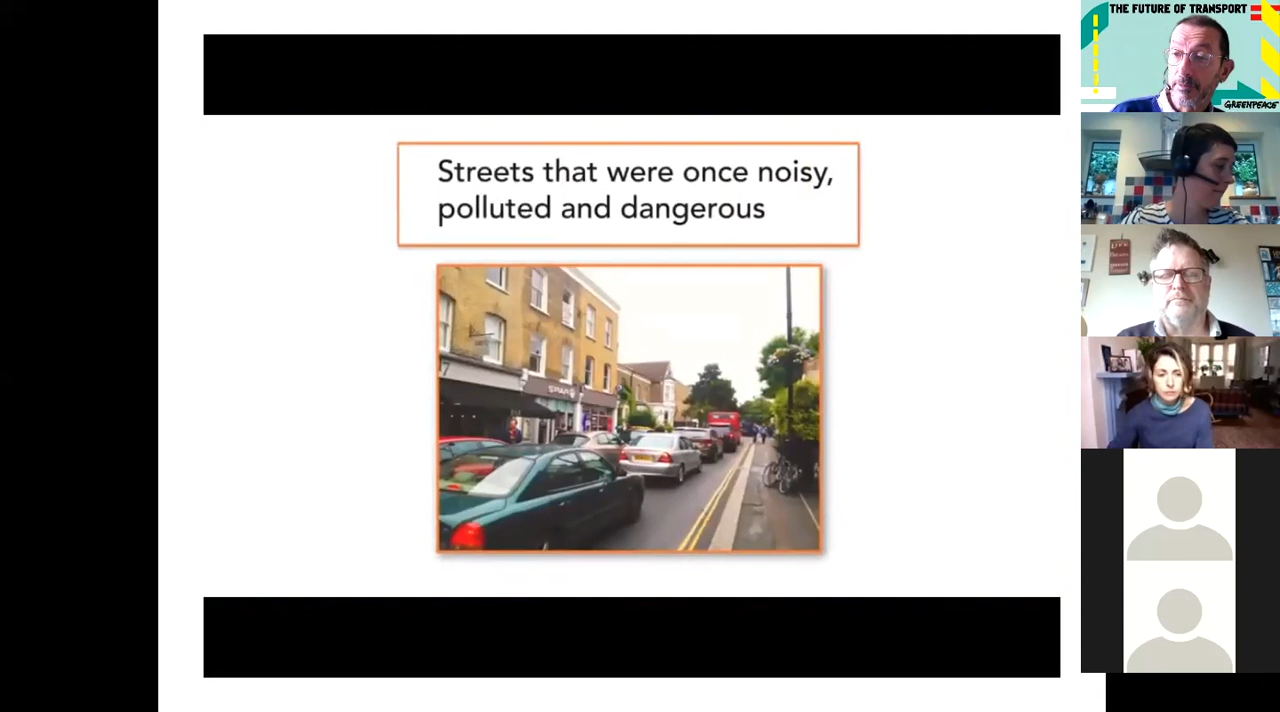 THE FUTURE OF TRANSPORT
GREENPEACE
Streets that were once noisy,
polluted and dangerous